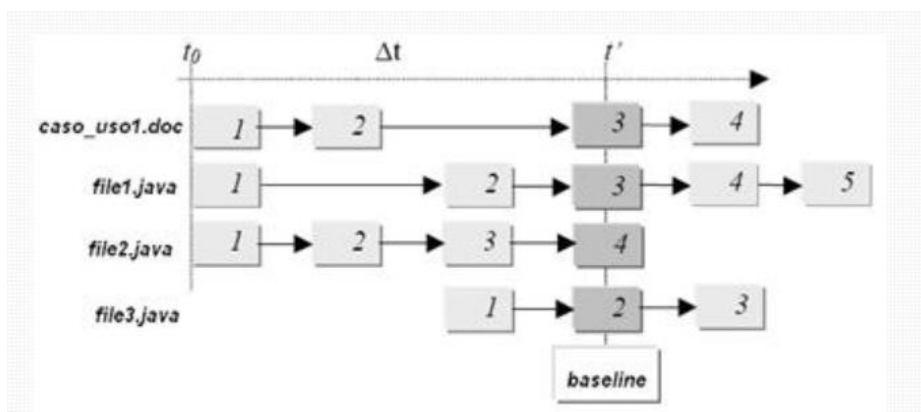 t₀ Δt t'
caso_uso1.doc 1 2 3 4
file1.java 1 2 3 4 5
file2.java 1 2 3 4
file3.java 1 2 3
baseline